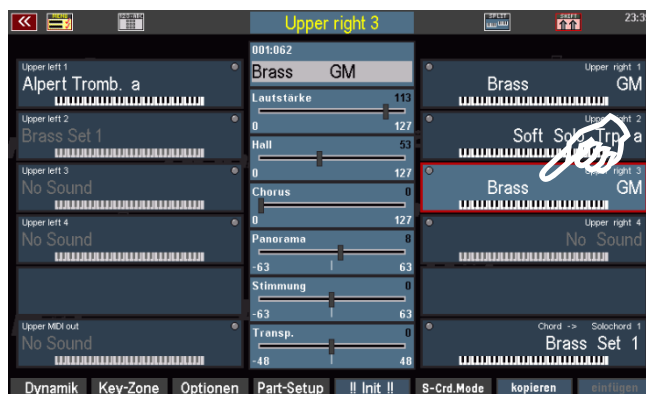 MENU
Upper right 3
SPLIT
SHIFT
Upper left 1
Alpert Tromb. a
Upper left 2
Brass Set 1
Upper left 3
No Sound
Upper left 4
No Sound
Upper MIDI out
No Sound
001:062
Brass GM
Lautstärke 113
0 127
Hall 53
0 127
Chorus 0
0 127
Panorama 8
-63 63
Stimmung 0
-63 63
Transp. 0
-48 48
Upper right 1
Brass GM
right 2
Soft Solo Trp a
right 3
Brass GM
Upper right 4
No Sound
Chord -> Solochord 1
Brass Set 1
Dynamik Key-Zone Optionen Part-Setup !! Init !! S-Crd.Mode kopieren einfügen